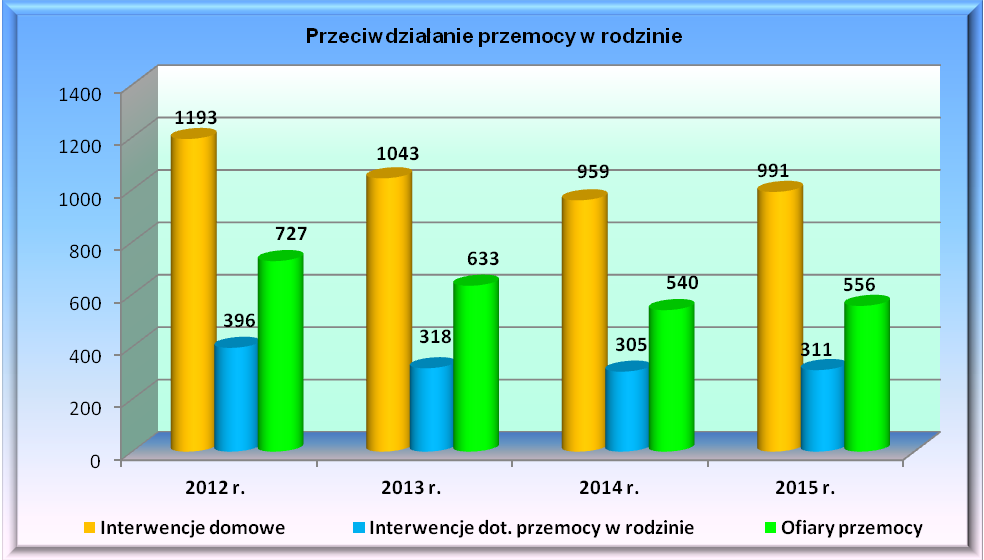 Przeciwdziałanie przemocy w rodzinie
1400
1200
1000
800
600
400
200
0
1193
396
727
1043
318
633
959
305
540
991
311
556
2012 r.
2013 r.
2014 r.
2015 r.
Interwencje domowe
Interwencje dot. przemocy w rodzinie
Ofiary przemocy